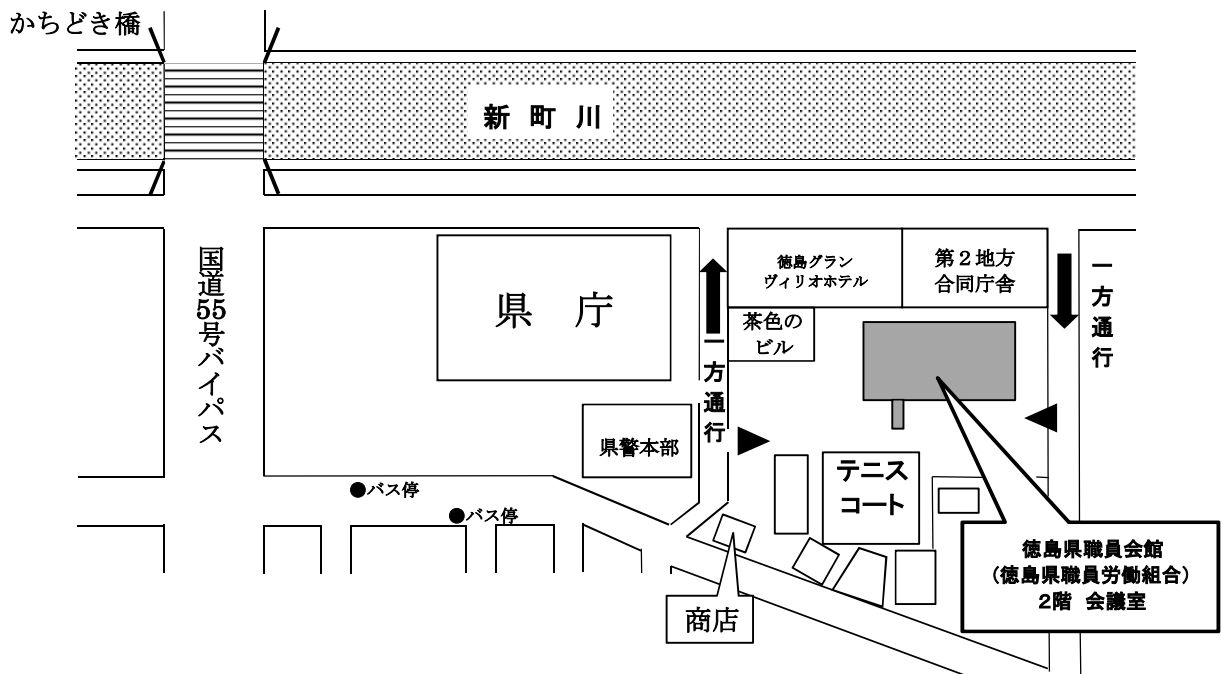 かちどき橋
新町川
国道55号バイパス
県庁
徳島グラン
ヴィリオホテル
第2地方
合同庁舎
一方通行
茶色の
ビル
一方通行
県警本部
テニス
コート
●バス停
●バス停
商店
徳島県職員会館
(徳島県職員労働組合)
2階 会議室